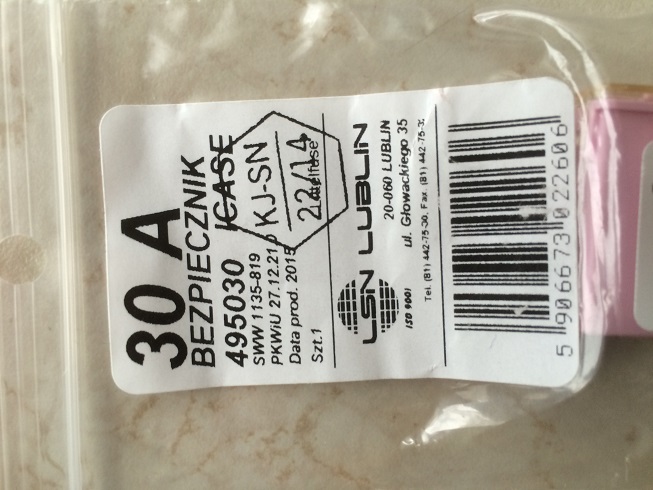 30 A
BEZPIECZNIK
495030 JCASE
SWW 1135-819
PKWiU 27.12.21.
Data prod. 2015
Szt.1
KJ-SN
22/14
LSN LUBLIN
ISO 9001
20-060 LUBLIN
ul. Głowackiego 35
Tel. (81) 442-75-30, Fax. (81) 442-75-
5 906673 022606